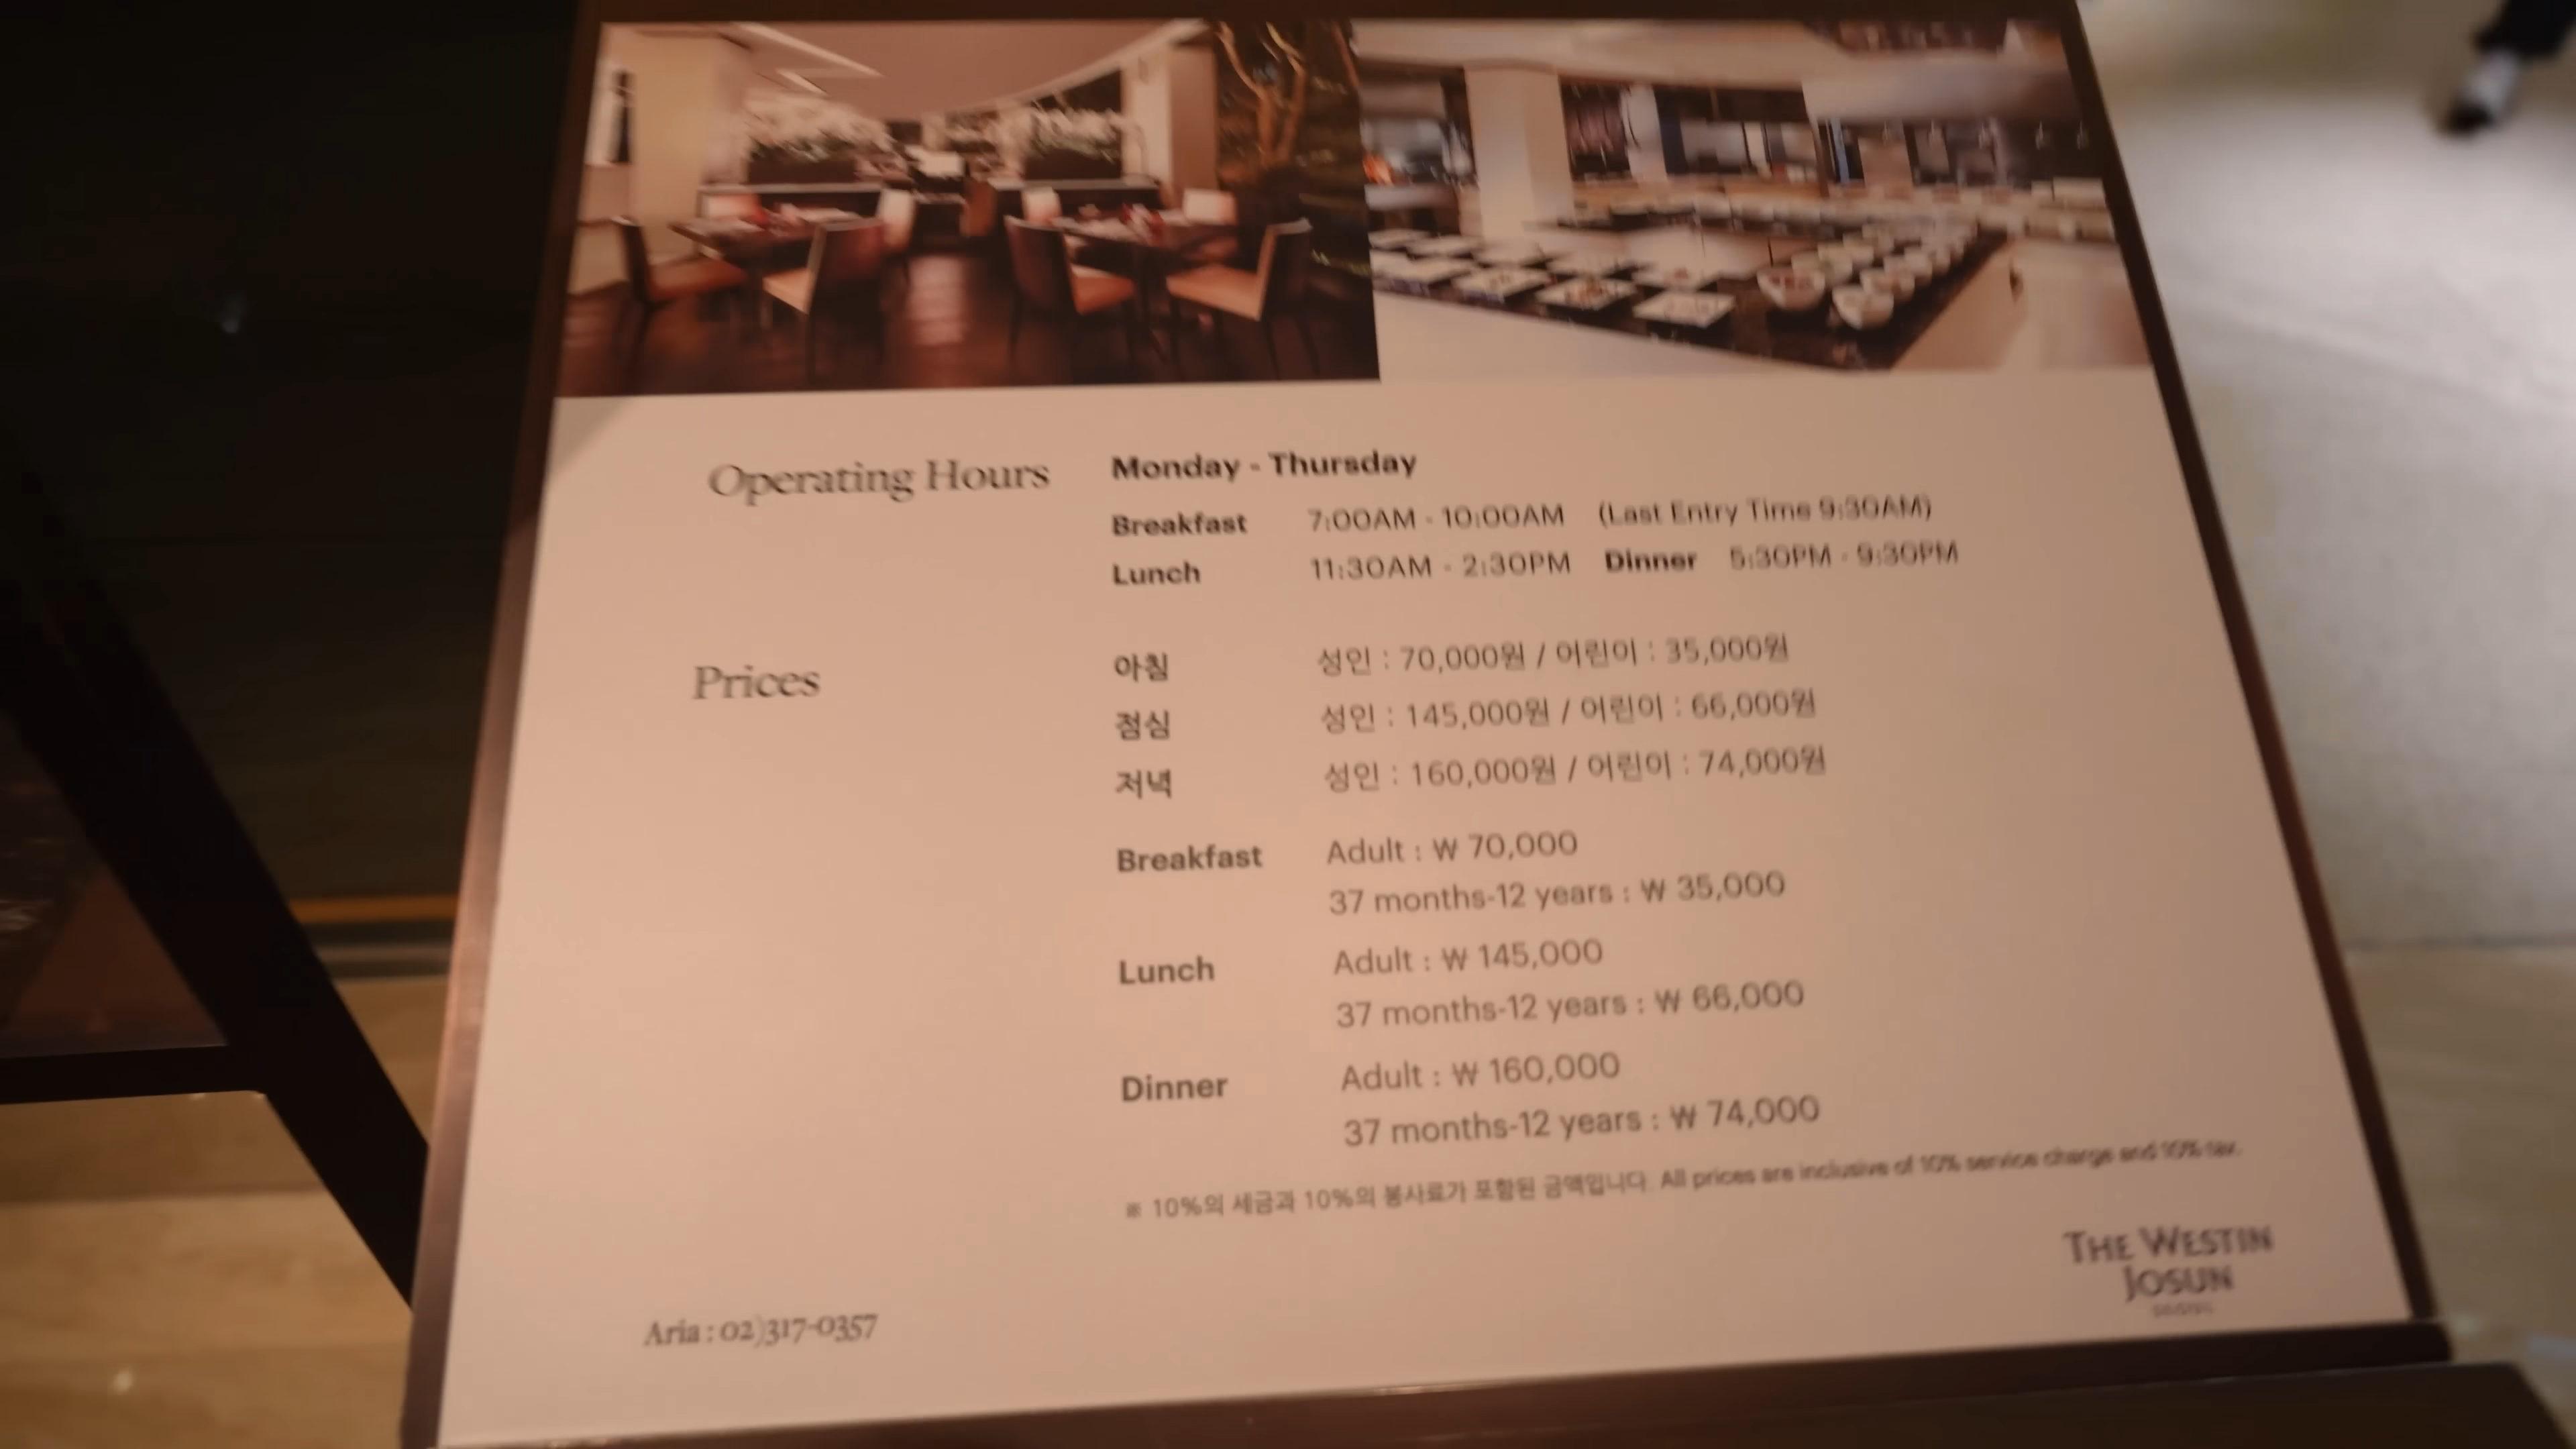 Operating Hours
Monday - Thursday
Breakfast 7:00AM - 10:00AM (Last Entry Time 9:30AM)
Lunch 11:30AM - 2:30PM Dinner 5:30PM - 9:30PM
Prices
아침 성인 : 70,000원 / 어린이 : 35,000원
점심 성인 : 145,000원 / 어린이 : 66,000원
저녁 성인 : 160,000원 / 어린이 : 74,000원
Breakfast Adult : ₩ 70,000
37 months-12 years : ₩ 35,000
Lunch Adult : ₩ 145,000
37 months-12 years : ₩ 66,000
Dinner Adult : ₩ 160,000
37 months-12 years : ₩ 74,000
※ 10%의 세금과 10%의 봉사료가 포함된 금액입니다. All prices are inclusive of 10% service charge and 10% tax.
THE WESTIN
JOSUN
SEOUL
Aria : 02)317-0357